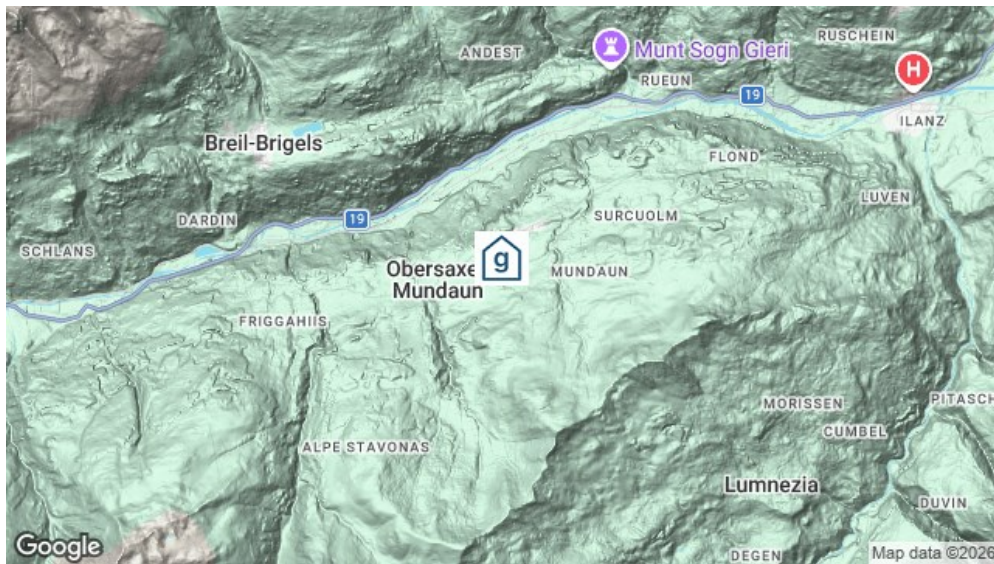 RUSCHEIN
ANDEST
Munt Sogn Gieri
H
RUEUN
19
ILANZ
Breil-Brigels
FLOND
LUVEN
DARDIN
19
SURCUOLM
SCHLANS
g
Obersaxe
Mundaun
MUNDAUN
FRIGGAHIIS
MORISSEN
PITASCH
CUMBEL
ALPE STAVONAS
Lumnezia
DUVIN
Google
DEGEN
Map data ©2026